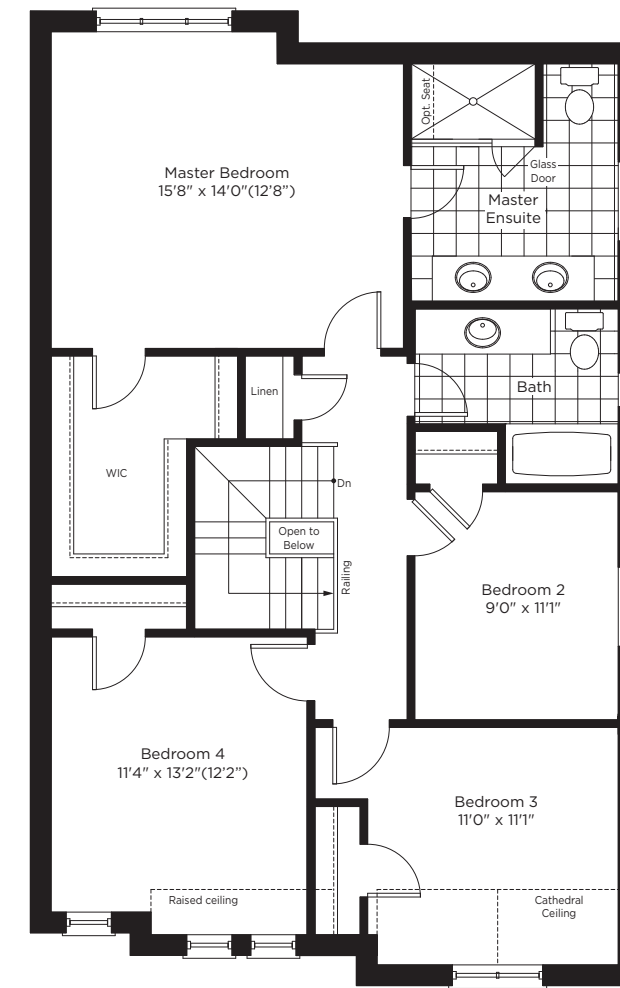 Opt. Seat
Glass
Door
Master Bedroom
15'8" x 14'0"(12’8”)
Master
Ensuite
Linen
Bath
WIC
Dn
Open to
Below
Railing
Bedroom 2
9'0" x 11'1"
Bedroom 4
11'4" x 13'2"(12’2”)
Bedroom 3
11'0" x 11'1"
Raised ceiling
Cathedral
Ceiling